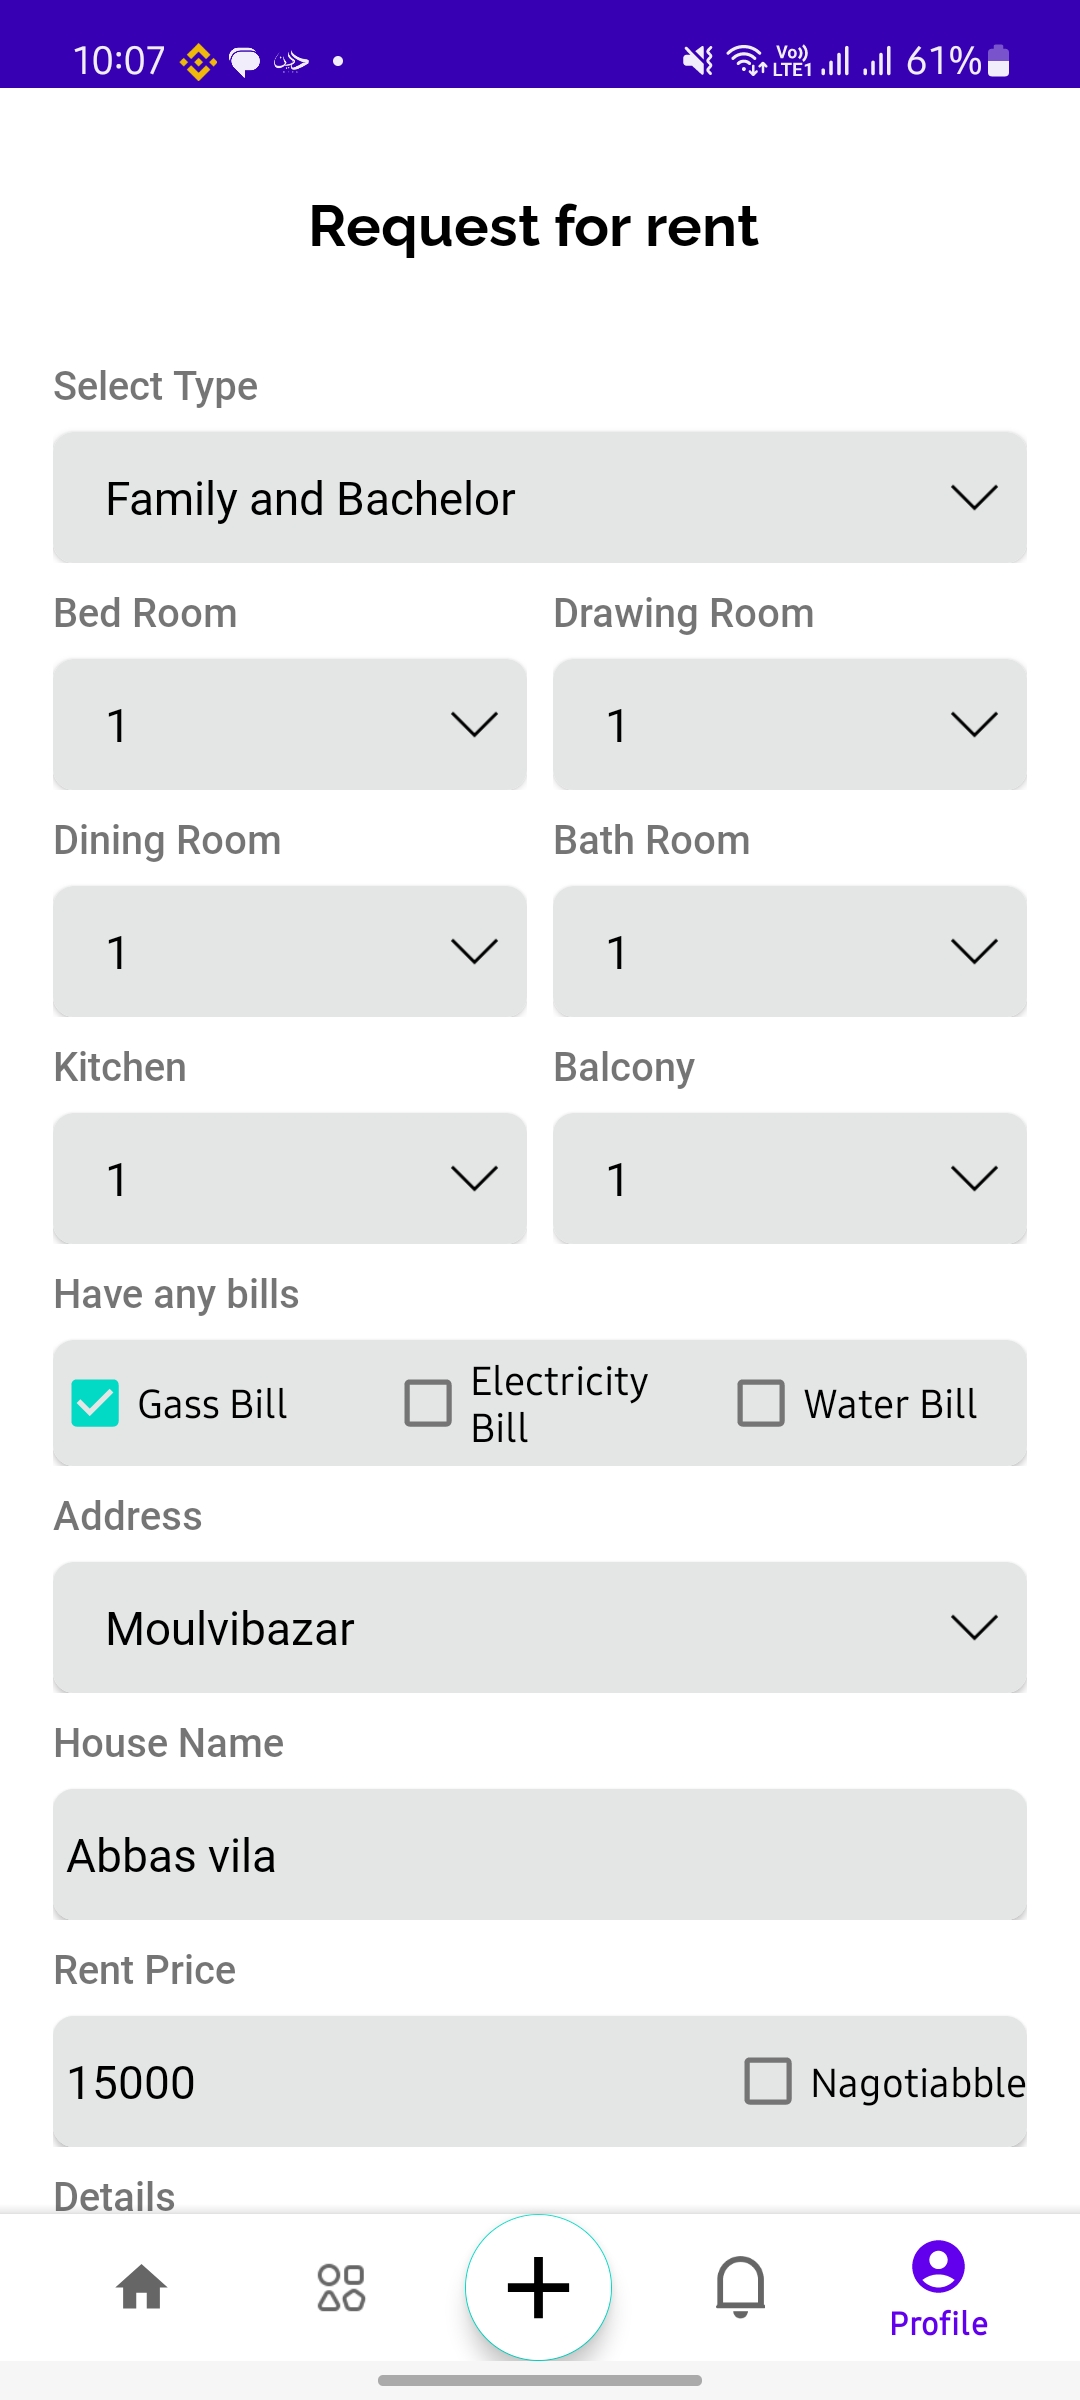 10:07 Vo)) LTE1 61%
Request for rent
Select Type
Family and Bachelor
Bed Room Drawing Room
1 1
Dining Room Bath Room
1 1
Kitchen Balcony
1 1
Have any bills
Gass Bill Electricity Bill Water Bill
Address
Moulvibazar
House Name
Abbas vila
Rent Price
15000 Nagotiabble
Details
Profile